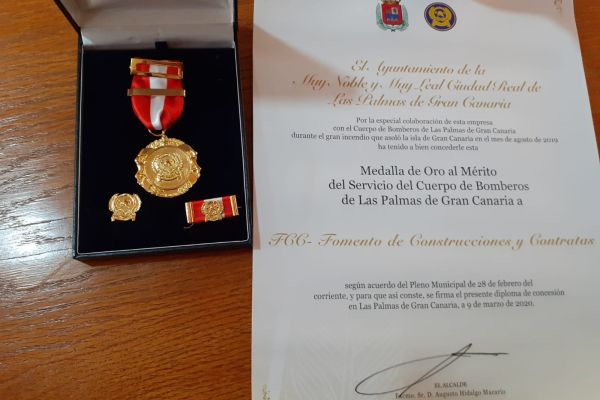 El Ayuntamiento de la
Muy Noble y Muy Leal Ciudad Real de
Las Palmas de Gran Canaria
Por la especial colaboración de esta empresa
con el Cuerpo de Bomberos de Las Palmas de Gran Canaria
durante el gran incendio que asoló la isla de Gran Canaria en el mes de agosto de 2019
ha tenido a bien concederle esta
Medalla de Oro al Mérito
del Servicio del Cuerpo de Bomberos
de Las Palmas de Gran Canaria a
FCC- Fomento de Construcciones y Contratas
según acuerdo del Pleno Municipal de 28 de febrero del
corriente, y para que así conste, se firma el presente diploma de concesión
en Las Palmas de Gran Canaria, a 9 de marzo de 2020.
EL ALCALDE
Excmo. Sr. D. Augusto Hidalgo Macario